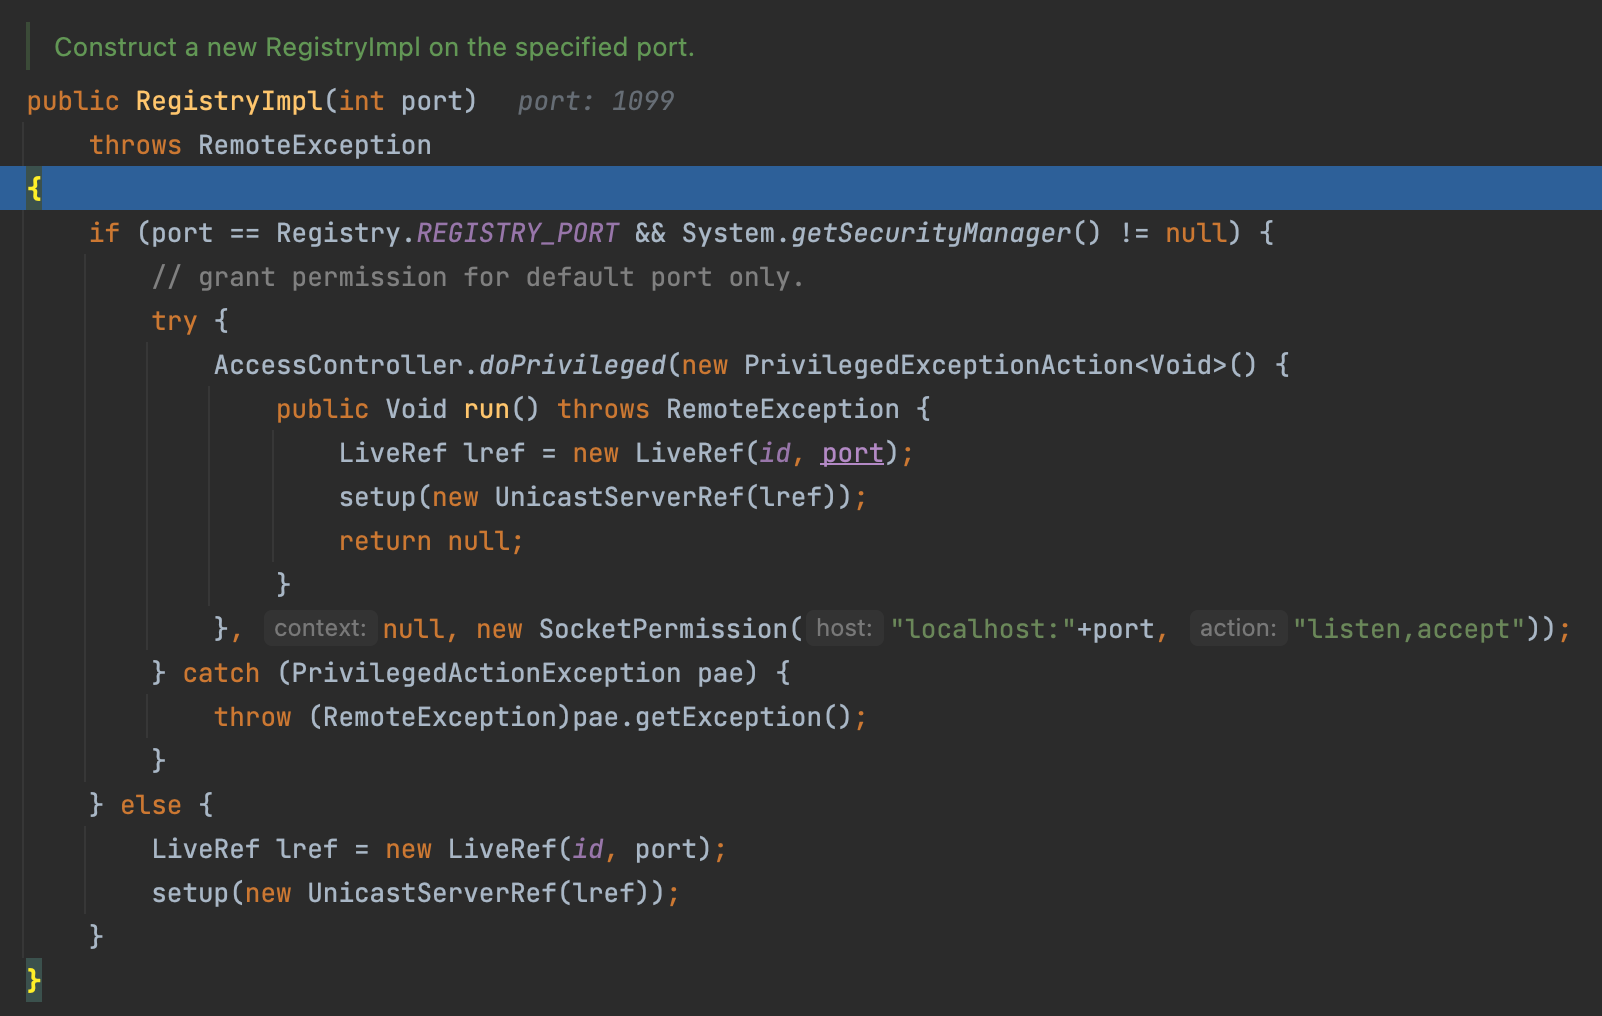 Construct a new RegistryImpl on the specified port.
public RegistryImpl(int port)   port: 1099
    throws RemoteException
{
    if (port == Registry.REGISTRY_PORT && System.getSecurityManager() != null) {
        // grant permission for default port only.
        try {
            AccessController.doPrivileged(new PrivilegedExceptionAction<Void>() {
                public Void run() throws RemoteException {
                    LiveRef lref = new LiveRef(id, port);
                    setup(new UnicastServerRef(lref));
                    return null;
                }
            }, context: null, new SocketPermission( host: "localhost:"+port, action: "listen,accept"));
        } catch (PrivilegedActionException pae) {
            throw (RemoteException)pae.getException();
        }
    } else {
        LiveRef lref = new LiveRef(id, port);
        setup(new UnicastServerRef(lref));
    }
}